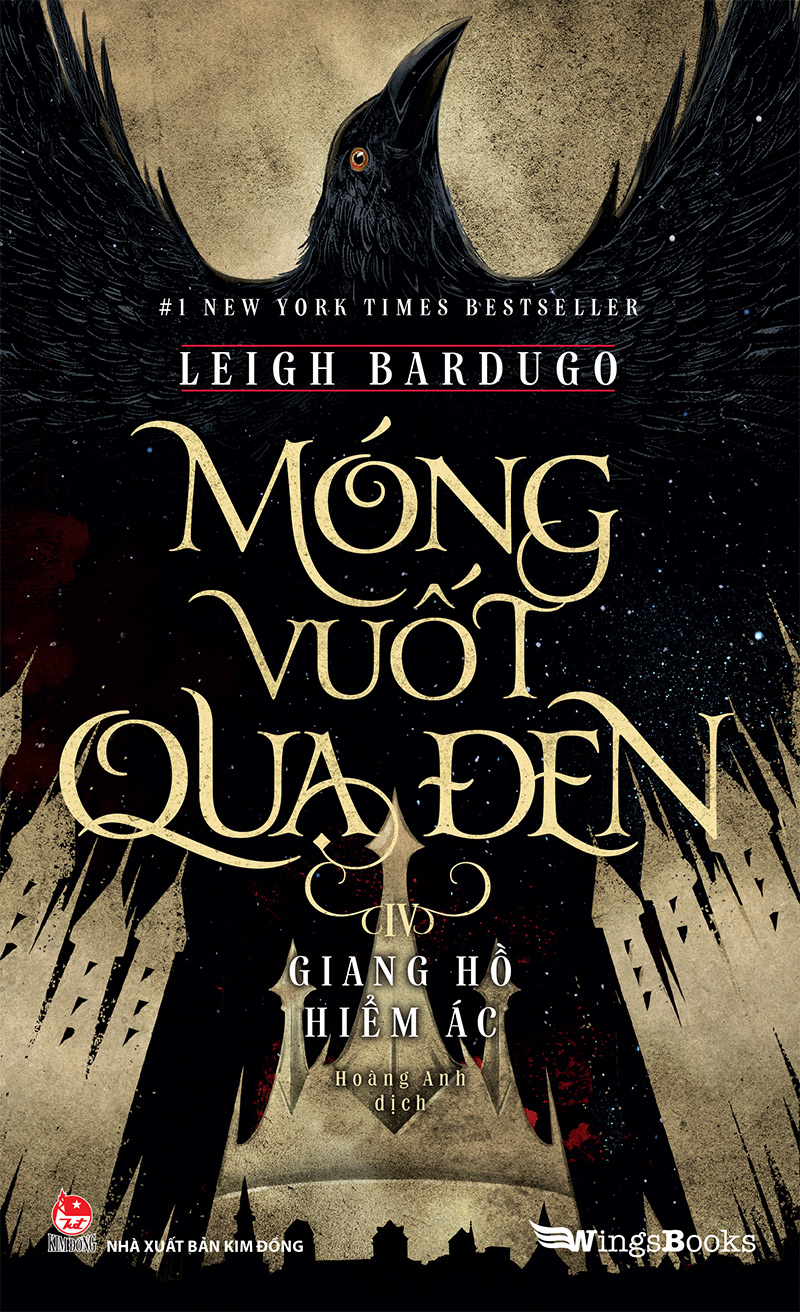 #1 NEW YORK TIMES BESTSELLER
LEIGH BARDUGO
MÓNG
VUỐT
QUẠ ĐEN
IV
GIANG HỒ
HIỂM ÁC
Hoàng Anh
dịch
KIM ĐỒNG
NHÀ XUẤT BẢN KIM ĐỒNG
WingsBooks